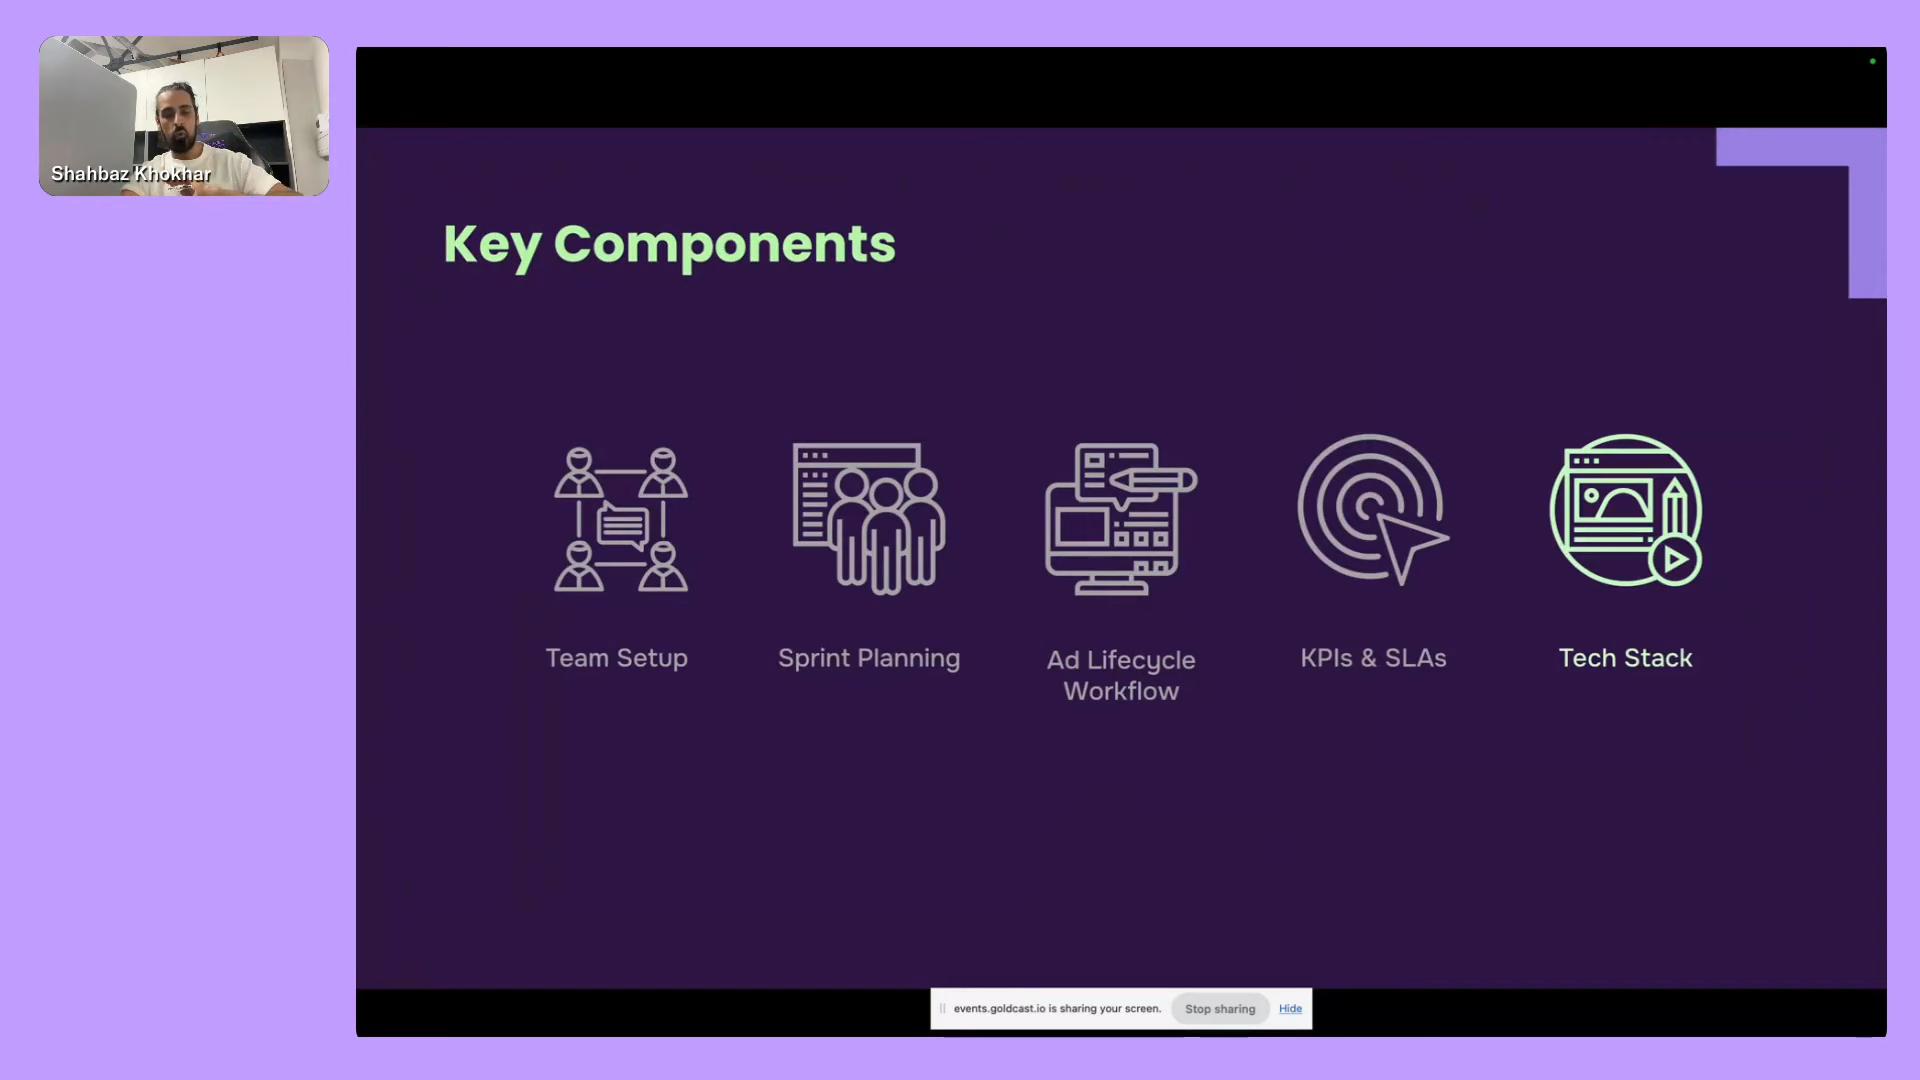 Shahbaz Khokhar
Key Components
Team Setup
Sprint Planning
Ad Lifecycle
Workflow
KPIs & SLAs
Tech Stack
events.goldcast.io is sharing your screen.
Stop sharing
Hide